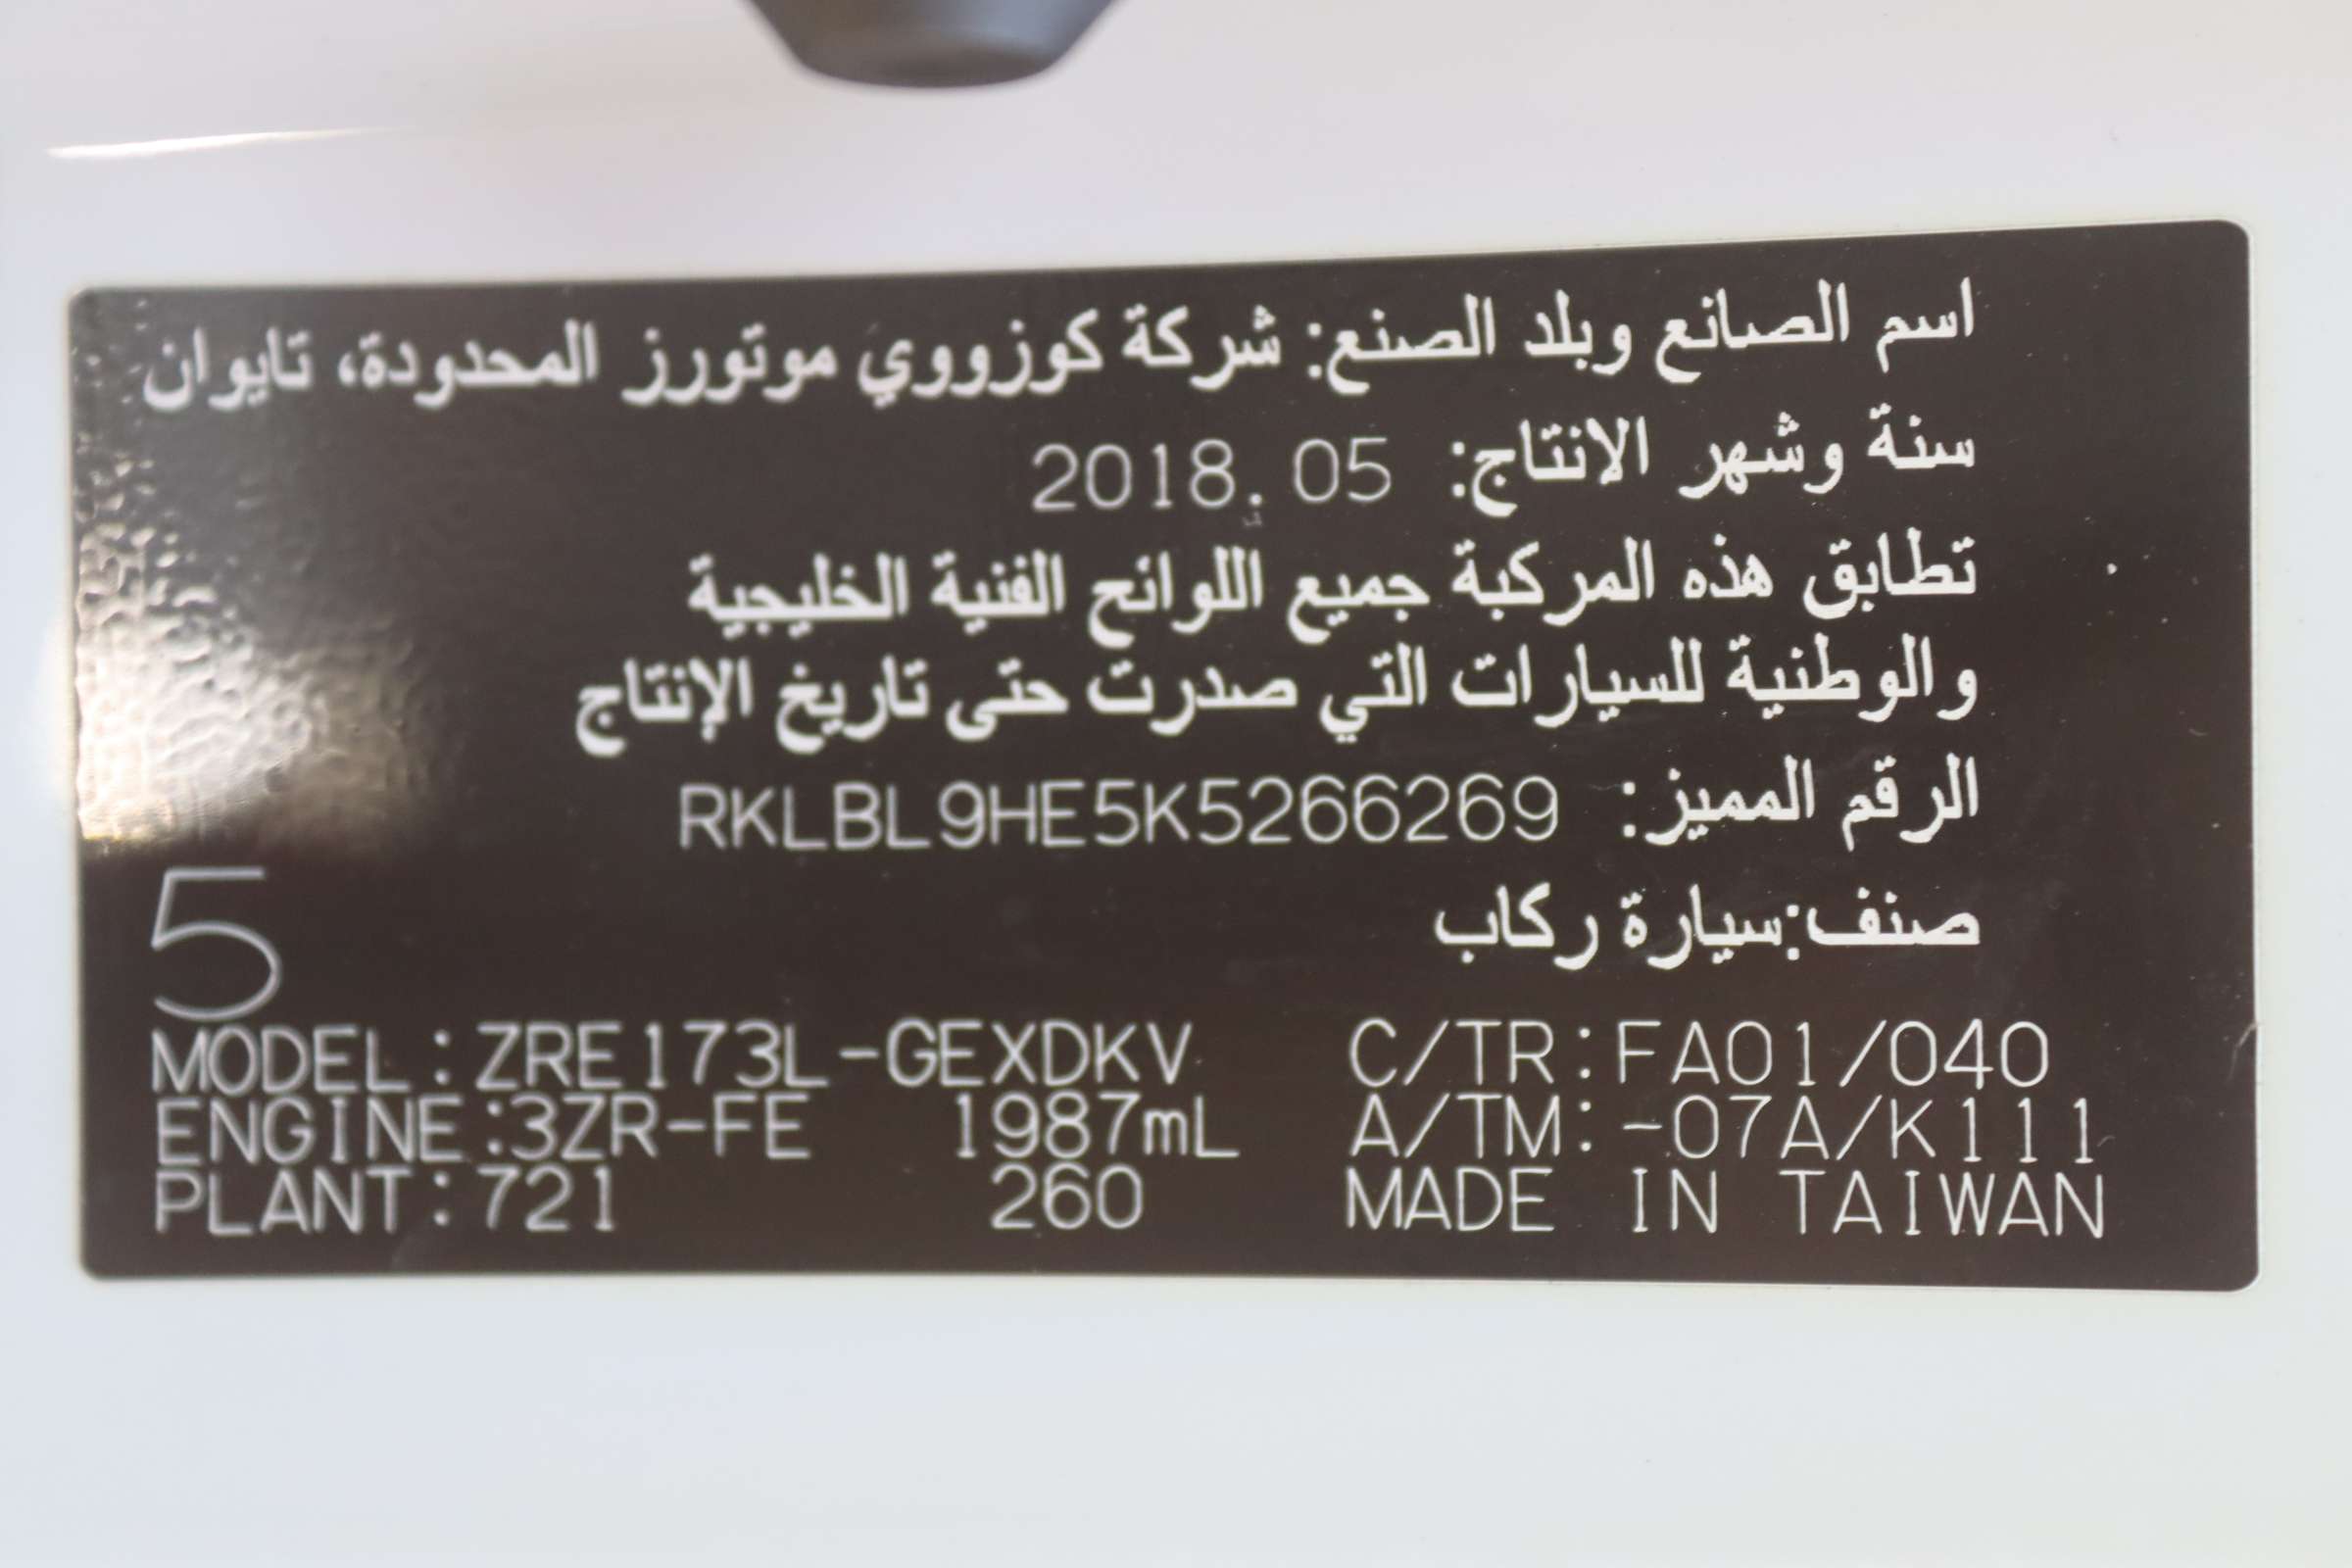 اسم الصانع وبلد الصنع: شركة كوزووي موتورز المحدودة، تايوان
سنة وشهر الانتاج: 2018. 05
تطابق هذه المركبة جميع اللوائح الفنية الخليجية
والوطنية للسيارات التي صدرت حتى تاريخ الإنتاج
الرقم المميز: RKLBL9HE5K5266269
صنف:سيارة ركاب
5
MODEL:ZRE173L-GEXDKV C/TR:FA01/040
ENGINE:3ZR-FE 1987mL A/TM:-07A/K111
PLANT:721 260 MADE IN TAIWAN